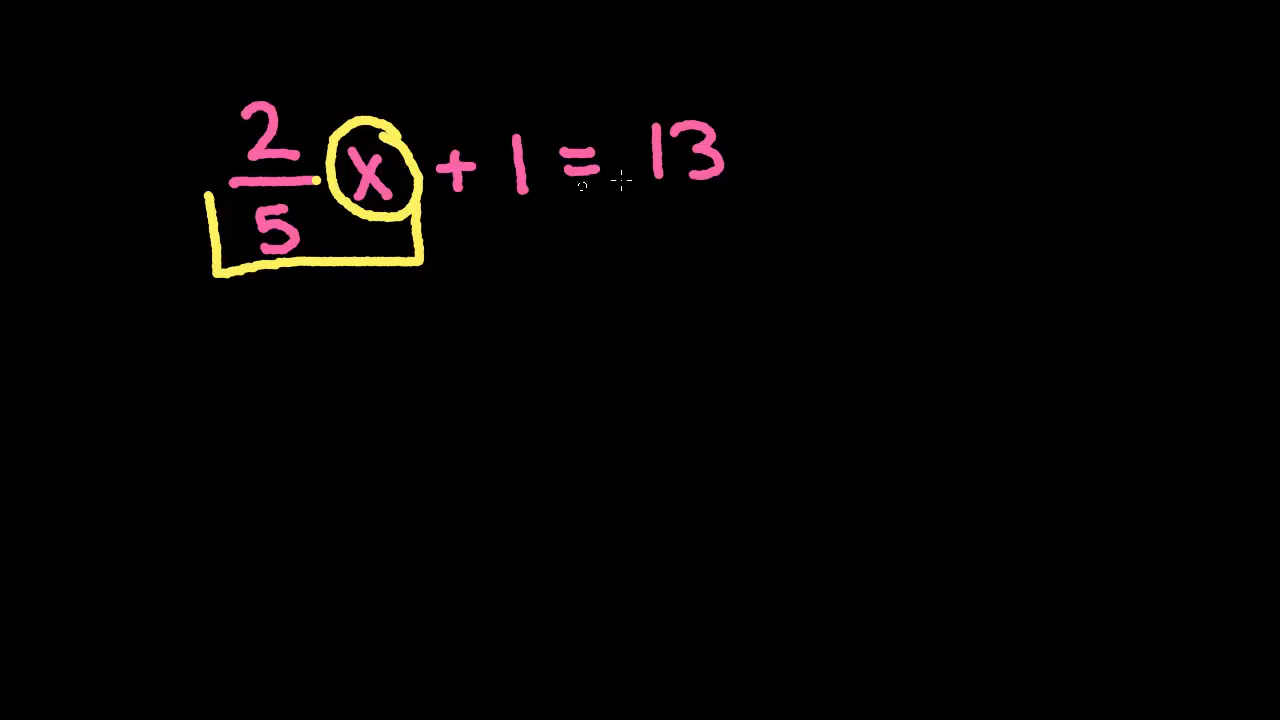 2/5 x + 1 = 13